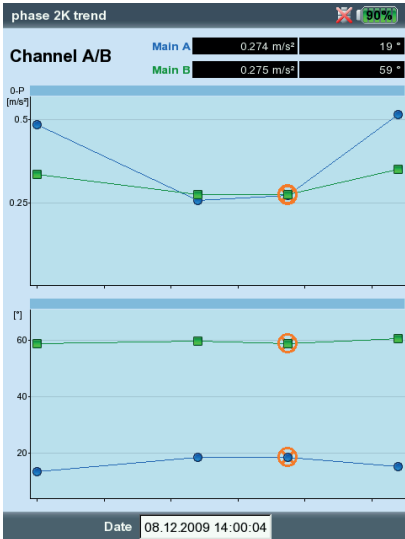 phase 2K trend 90%
Channel A/B
Main A 0.274 m/s² 19 °
Main B 0.275 m/s² 59 °
0-P
[m/s²]
0.5
0.25
[°]
60
40
20
Date 08.12.2009 14:00:04